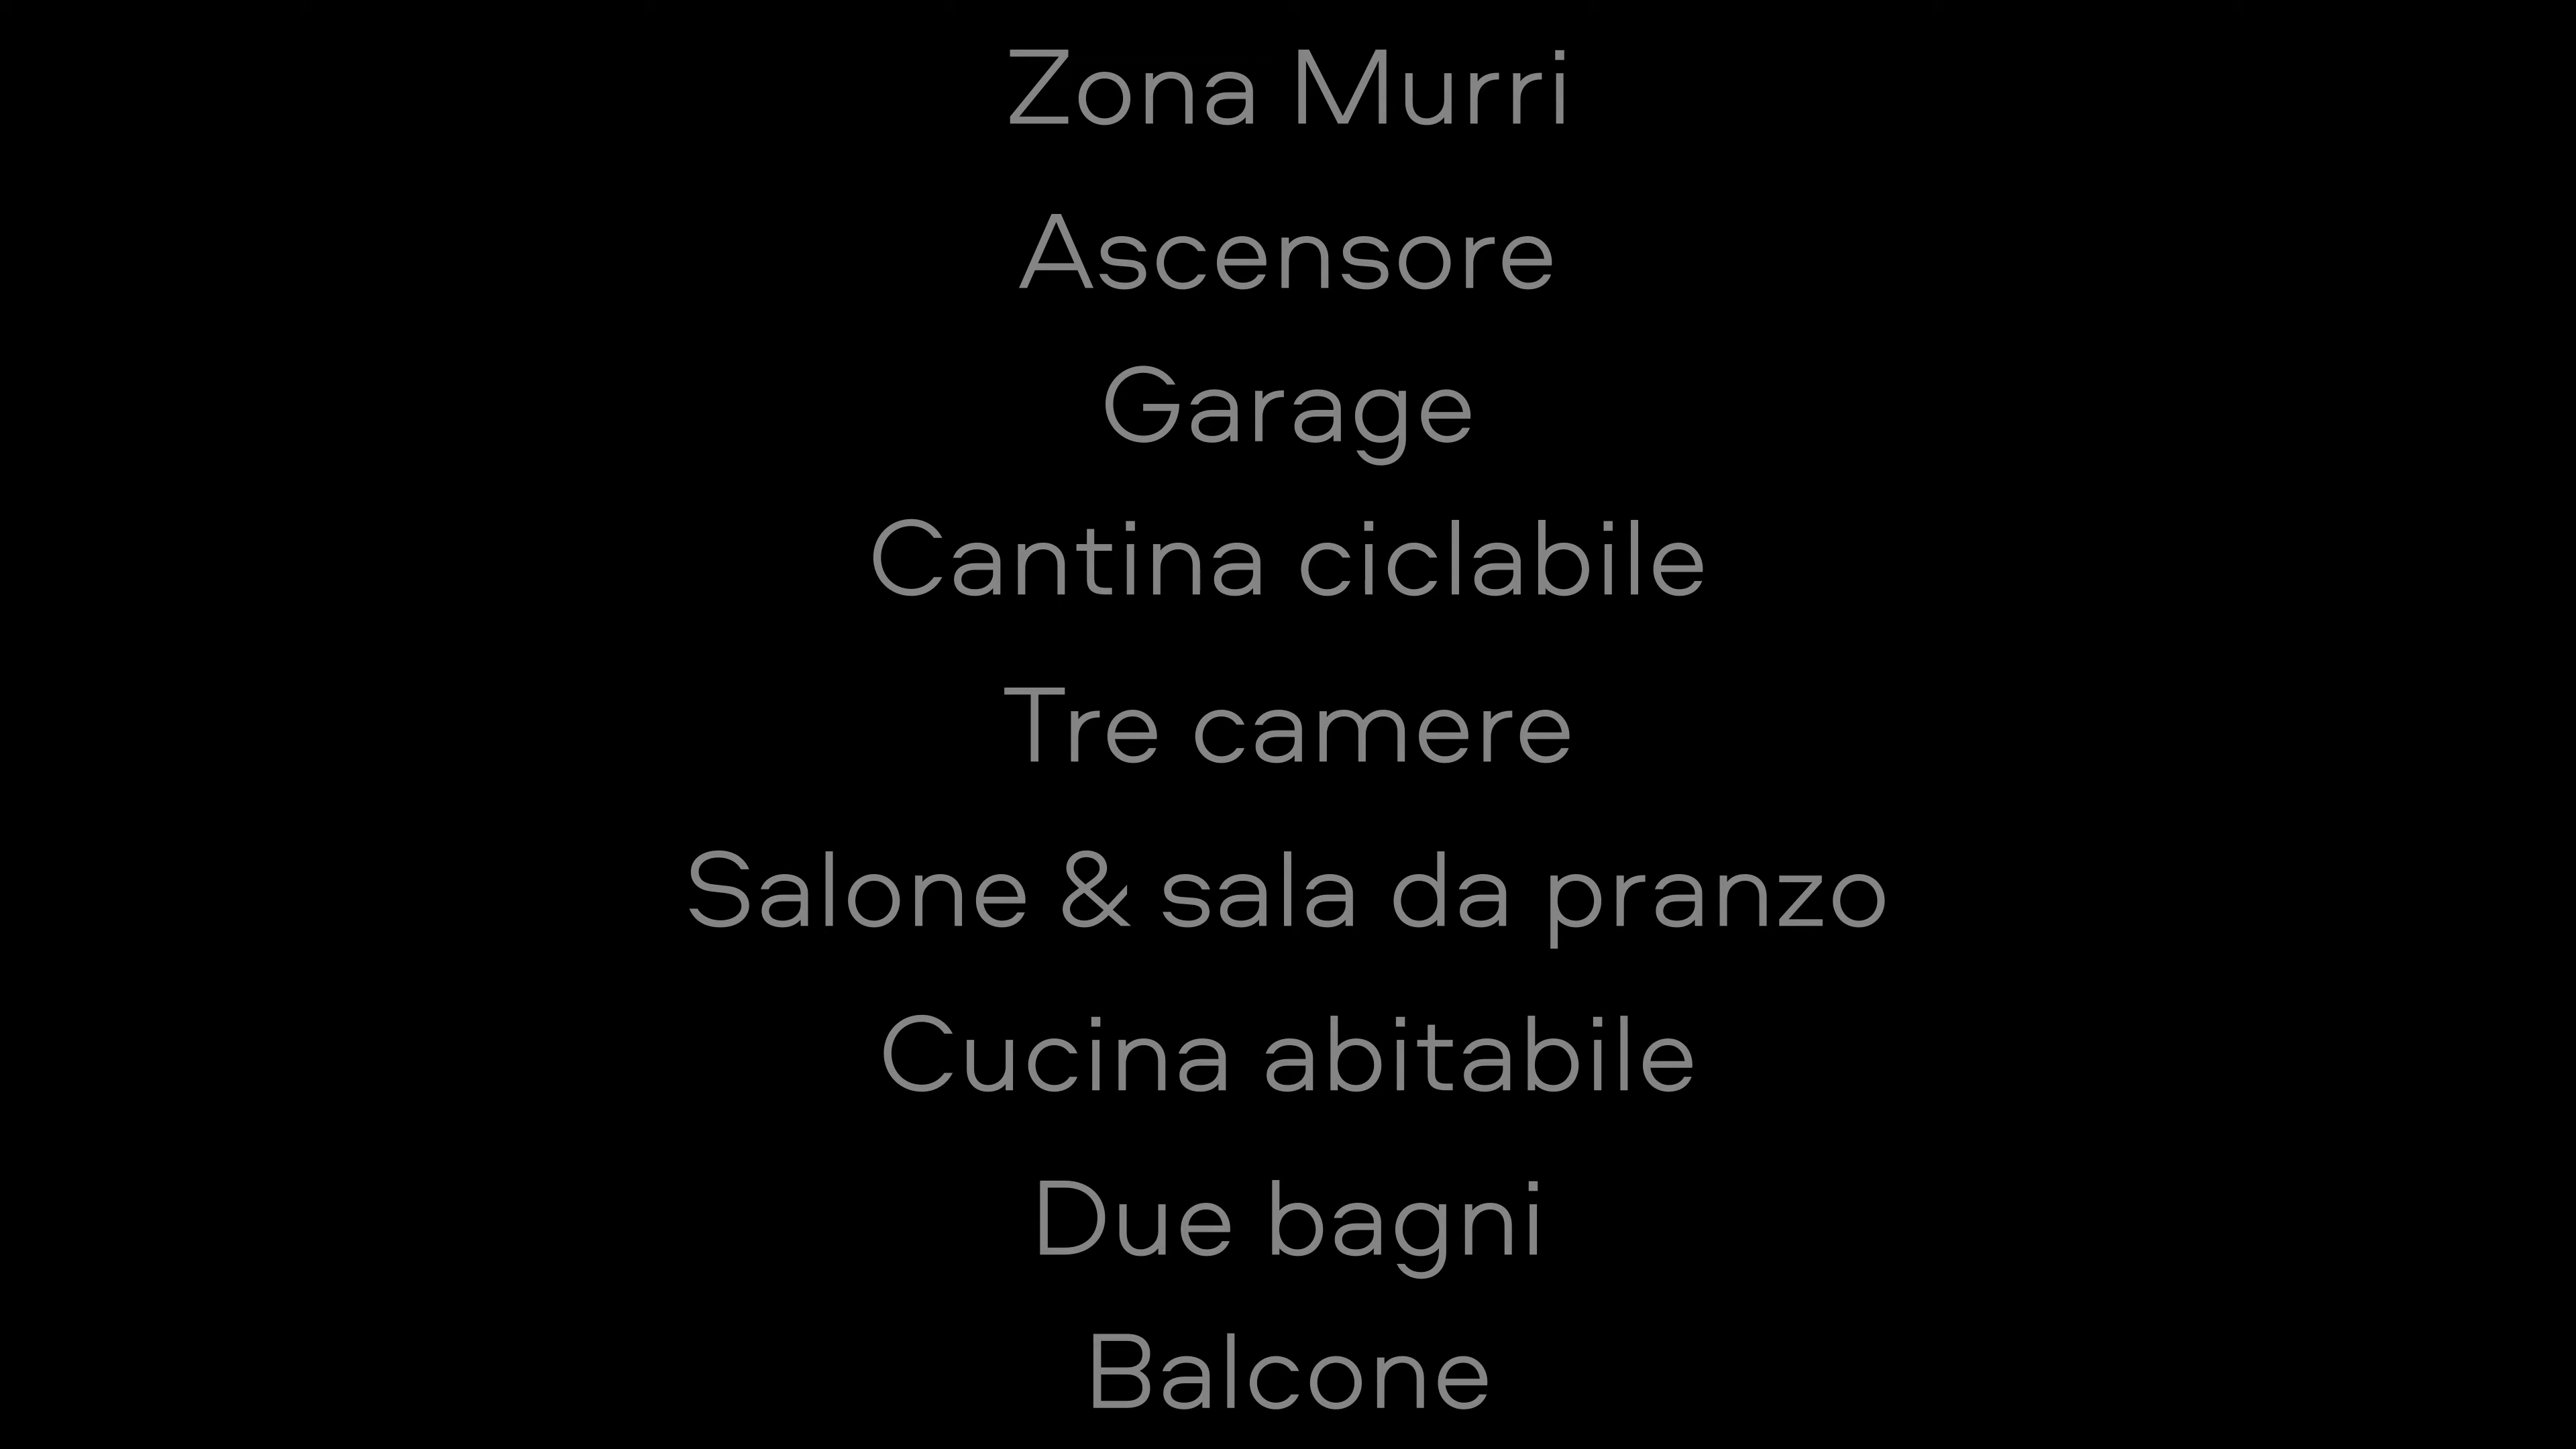 Zona Murri
Ascensore
Garage
Cantina ciclabile
Tre camere
Salone & sala da pranzo
Cucina abitabile
Due bagni
Balcone